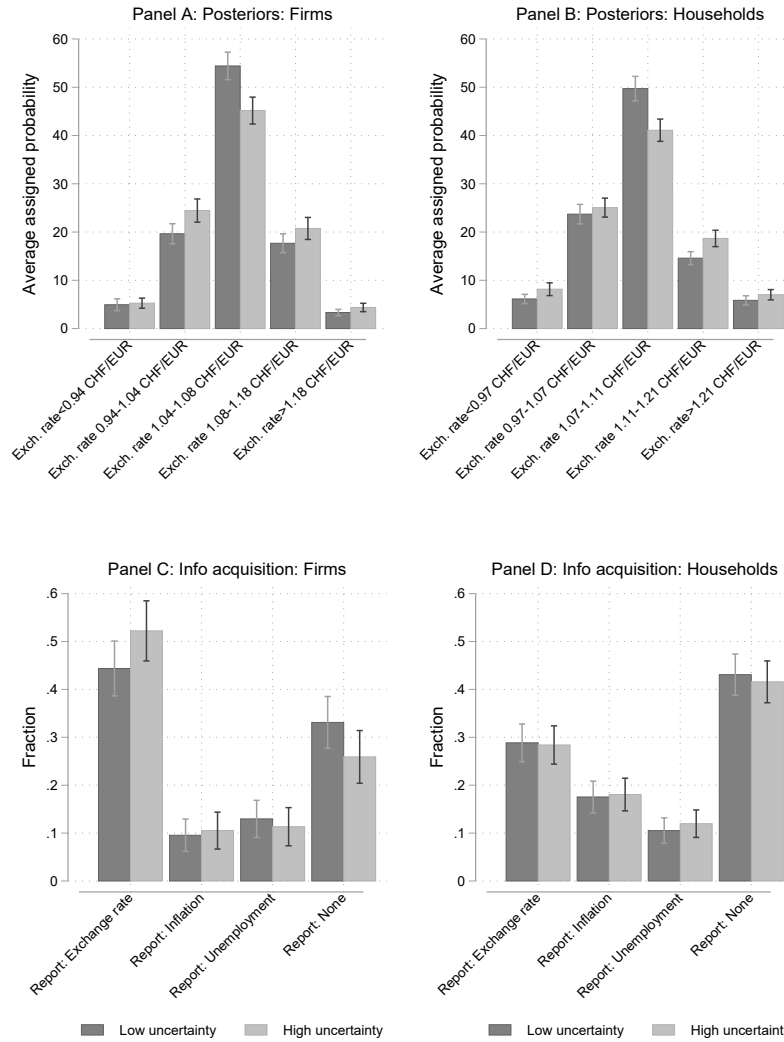 Panel A: Posteriors: Firms
Average assigned probability
60
50
40
30
20
10
0
Exch. rate<0.94 CHF/EUR
Exch. rate 0.94-1.04 CHF/EUR
Exch. rate 1.04-1.08 CHF/EUR
Exch. rate 1.08-1.18 CHF/EUR
Exch. rate>1.18 CHF/EUR
Panel B: Posteriors: Households
Average assigned probability
60
50
40
30
20
10
0
Exch. rate<0.97 CHF/EUR
Exch. rate 0.97-1.07 CHF/EUR
Exch. rate 1.07-1.11 CHF/EUR
Exch. rate 1.11-1.21 CHF/EUR
Exch. rate>1.21 CHF/EUR
Panel C: Info acquisition: Firms
Fraction
.6
.5
.4
.3
.2
.1
0
Report: Exchange rate
Report: Inflation
Report: Unemployment
Report: None
Low uncertainty High uncertainty
Panel D: Info acquisition: Households
Fraction
.6
.5
.4
.3
.2
.1
0
Report: Exchange rate
Report: Inflation
Report: Unemployment
Report: None
Low uncertainty High uncertaint